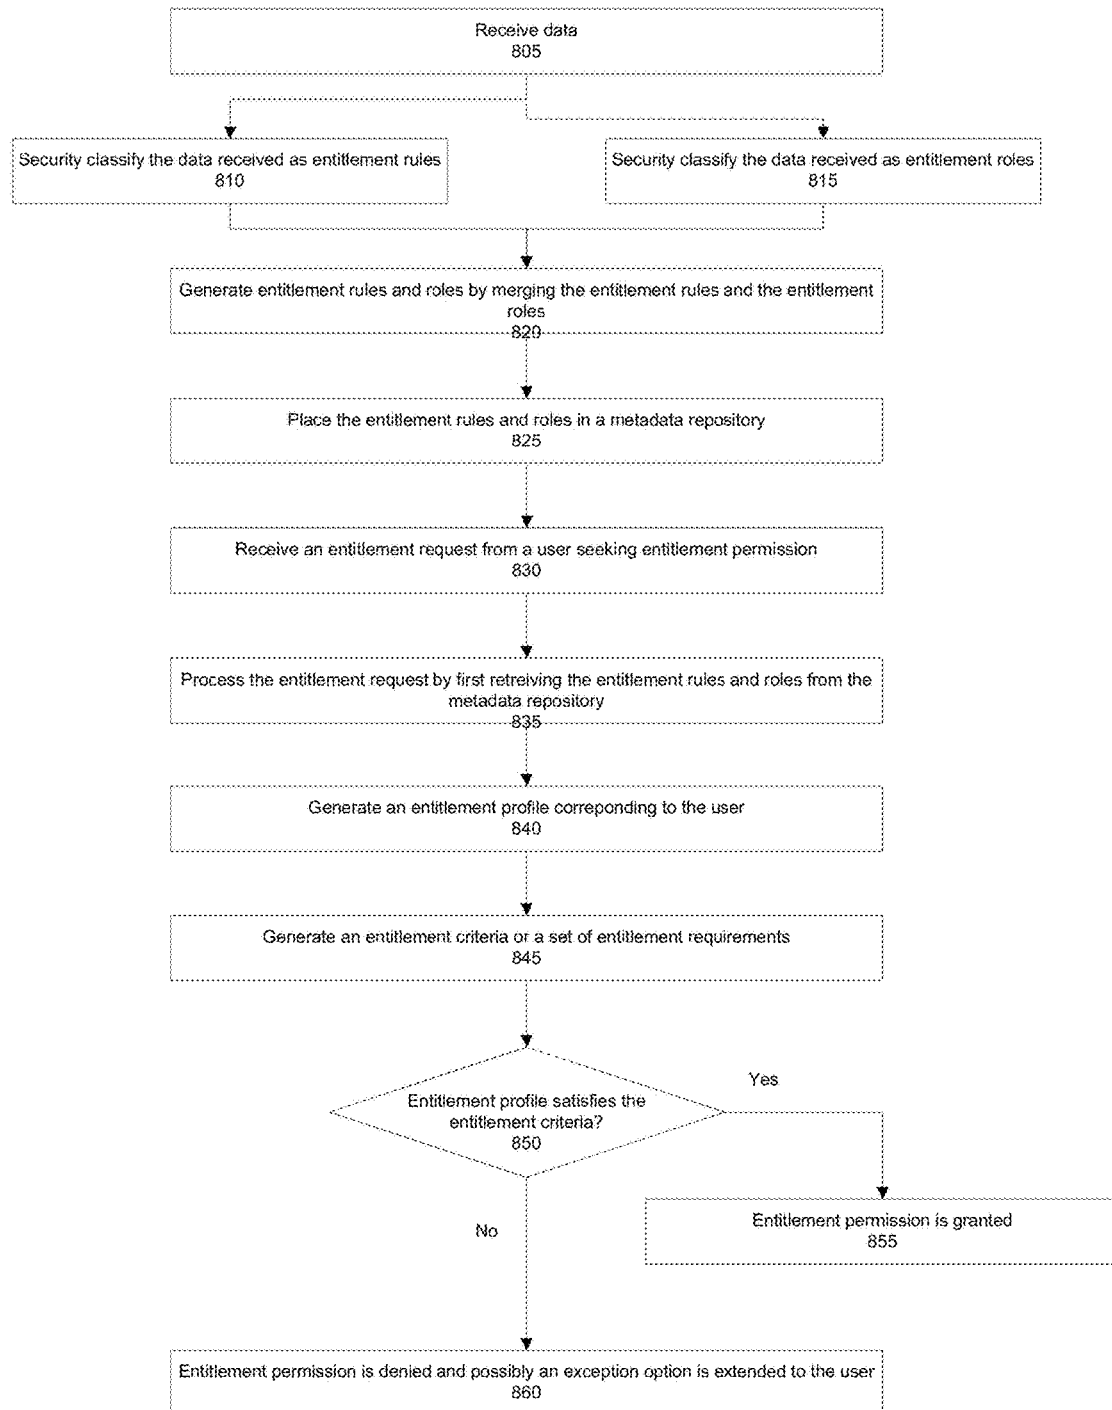 Receive data
805
Security classify the data received as entitlement rules
810
Security classify the data received as entitlement roles
815
Generate entitlement rules and roles by merging the entitlement rules and the entitlement
roles
820
Place the entitlement rules and roles in a metadata repository
825
Receive an entitlement request from a user seeking entitlement permission
830
Process the entitlement request by first retreiving the entitlement rules and roles from the
metadata repository
835
Generate an entitlement profile correponding to the user
840
Generate an entitlement criteria or a set of entitlement requirements
845
Entitlement profile satisfies the
entitlement criteria?
850
Yes
No
Entitlement permission is granted
855
Entitlement permission is denied and possibly an exception option is extended to the user
860